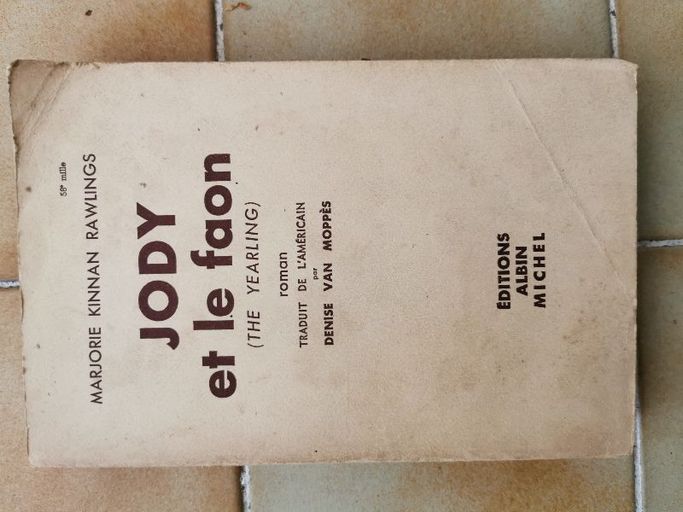 58e mille
MARJORIE KINNAN RAWLINGS
JODY
et le faon
(THE YEARLING)
roman
TRADUIT DE L'AMÉRICAIN
par
DENISE VAN MOPPÈS
ÉDITIONS
ALBIN
MICHEL